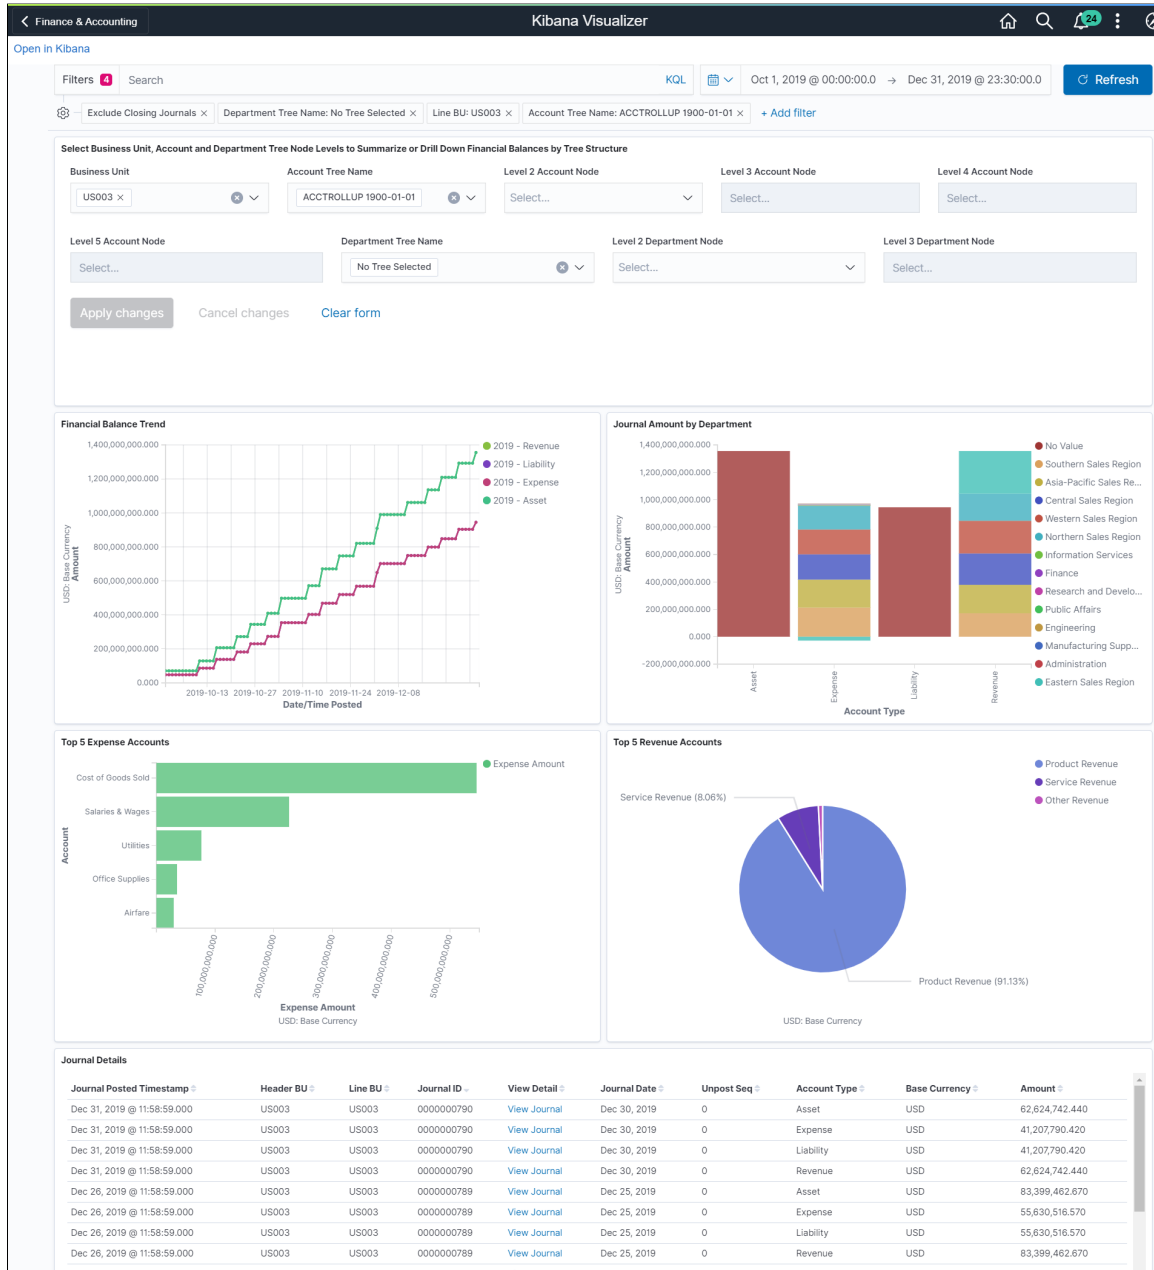 Finance & Accounting
Kibana Visualizer
24
Open in Kibana
Filters 4 Search KQL Oct 1, 2019 @ 00:00:00.0 → Dec 31, 2019 @ 23:30:00.0 Refresh
Exclude Closing Journals × Department Tree Name: No Tree Selected × Line BU: US003 × Account Tree Name: ACCTROLLUP 1900-01-01 × + Add filter
Select Business Unit, Account and Department Tree Node Levels to Summarize or Drill Down Financial Balances by Tree Structure
Business Unit Account Tree Name Level 2 Account Node Level 3 Account Node Level 4 Account Node
US003 × ACCTROLLUP 1900-01-01 Select... Select... Select...
Level 5 Account Node Department Tree Name Level 2 Department Node Level 3 Department Node
Select... No Tree Selected Select... Select...
Apply changes Cancel changes Clear form
Financial Balance Trend
1,400,000,000.000
1,200,000,000.000
1,000,000,000.000
800,000,000.000
600,000,000.000
400,000,000.000
200,000,000.000
0.000
USD: Base Currency
Amount
2019-10-13 2019-10-27 2019-11-10 2019-11-24 2019-12-08
Date/Time Posted
2019 - Revenue
2019 - Liability
2019 - Expense
2019 - Asset
Journal Amount by Department
1,400,000,000.000
1,200,000,000.000
1,000,000,000.000
800,000,000.000
600,000,000.000
400,000,000.000
200,000,000.000
0.000
-200,000,000.000
USD: Base Currency
Amount
Asset
Expense
Liability
Revenue
Account Type
No Value
Southern Sales Region
Asia-Pacific Sales Re...
Central Sales Region
Western Sales Region
Northern Sales Region
Information Services
Finance
Research and Develo...
Public Affairs
Engineering
Manufacturing Supp...
Administration
Eastern Sales Region
Top 5 Expense Accounts
Cost of Goods Sold
Salaries & Wages
Utilities
Office Supplies
Airfare
Account
100,000,000.000
200,000,000.000
300,000,000.000
400,000,000.000
500,000,000.000
Expense Amount
USD: Base Currency
Expense Amount
Top 5 Revenue Accounts
Service Revenue (8.06%)
Product Revenue (91.13%)
USD: Base Currency
Product Revenue
Service Revenue
Other Revenue
Journal Details
Journal Posted Timestamp Header BU Line BU Journal ID View Detail Journal Date Unpost Seq Account Type Base Currency Amount
Dec 31, 2019 @ 11:58:59.000 US003 US003 0000000790 View Journal Dec 30, 2019 0 Asset USD 62,624,742.440
Dec 31, 2019 @ 11:58:59.000 US003 US003 0000000790 View Journal Dec 30, 2019 0 Expense USD 41,207,790.420
Dec 31, 2019 @ 11:58:59.000 US003 US003 0000000790 View Journal Dec 30, 2019 0 Liability USD 41,207,790.420
Dec 31, 2019 @ 11:58:59.000 US003 US003 0000000790 View Journal Dec 30, 2019 0 Revenue USD 62,624,742.440
Dec 26, 2019 @ 11:58:59.000 US003 US003 0000000789 View Journal Dec 25, 2019 0 Asset USD 83,399,462.670
Dec 26, 2019 @ 11:58:59.000 US003 US003 0000000789 View Journal Dec 25, 2019 0 Expense USD 55,630,516.570
Dec 26, 2019 @ 11:58:59.000 US003 US003 0000000789 View Journal Dec 25, 2019 0 Liability USD 55,630,516.570
Dec 26, 2019 @ 11:58:59.000 US003 US003 0000000789 View Journal Dec 25, 2019 0 Revenue USD 83,399,462.670